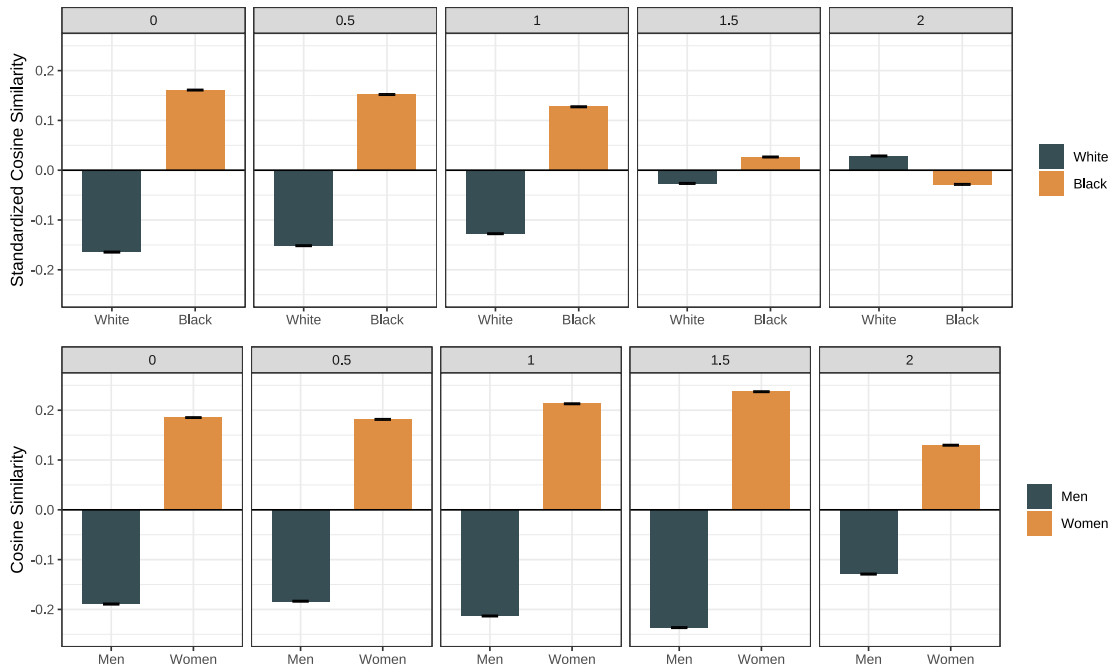 0 0.5 1 1.5 2
Standardized Cosine Similarity
0.2
0.1
0.0
-0.1
-0.2
White Black White Black White Black White Black White Black
White
Black
0 0.5 1 1.5 2
Cosine Similarity
0.2
0.1
0.0
-0.1
-0.2
Men Women Men Women Men Women Men Women Men Women
Men
Women